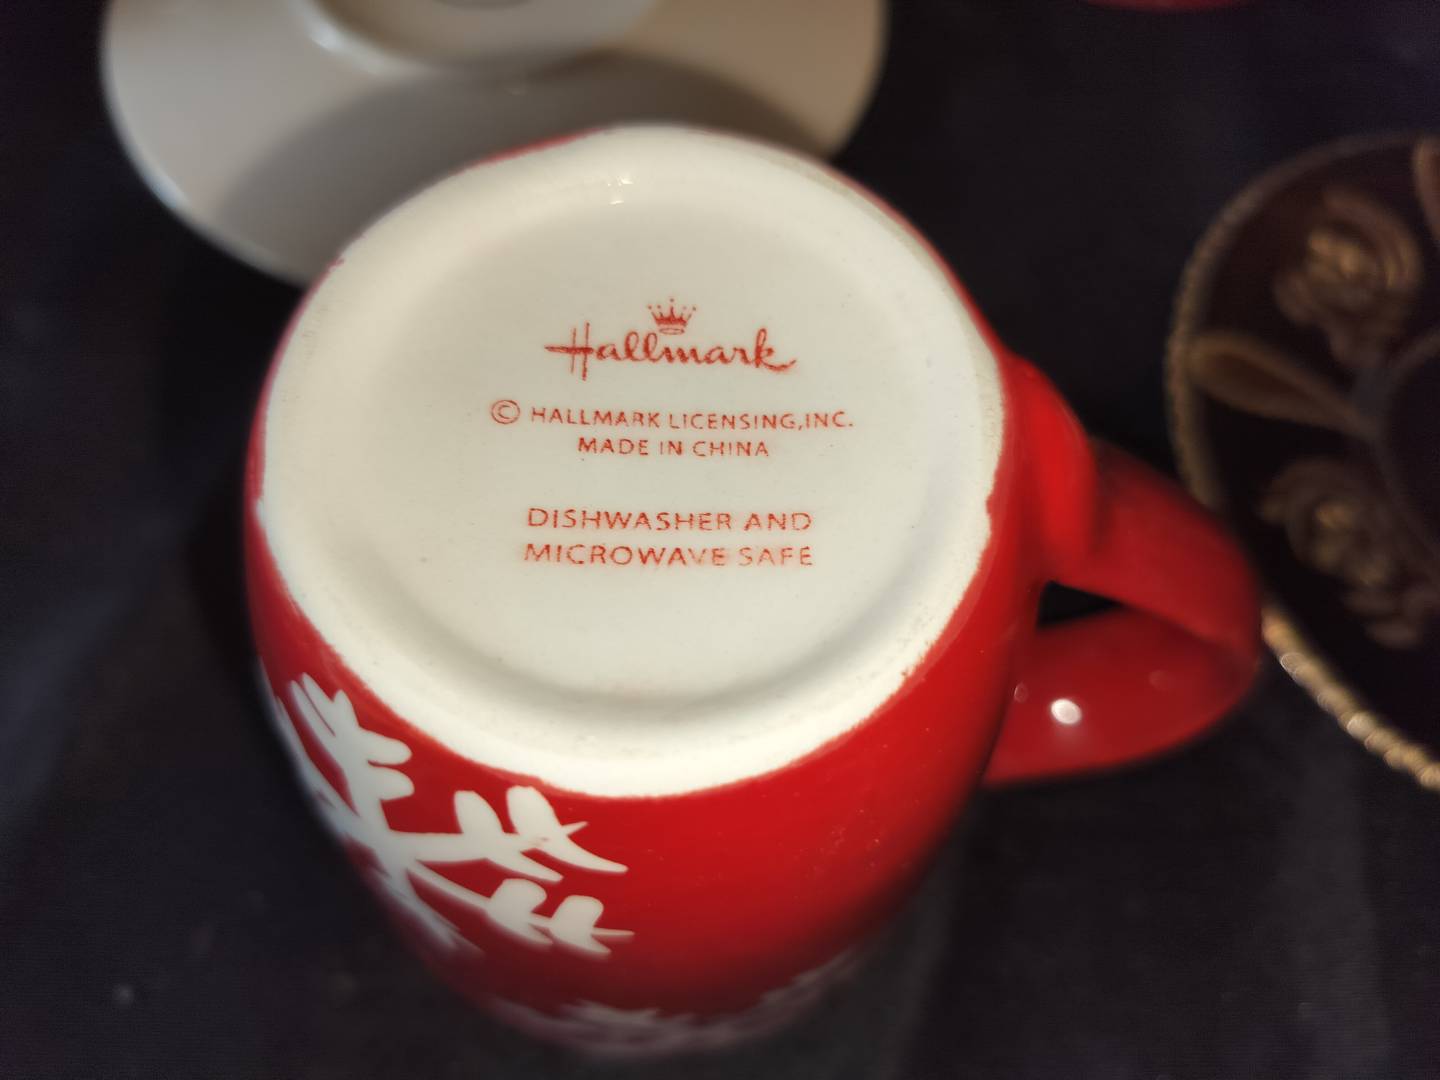 Hallmark
© HALLMARK LICENSING, INC.
MADE IN CHINA
DISHWASHER AND
MICROWAVE SAFE